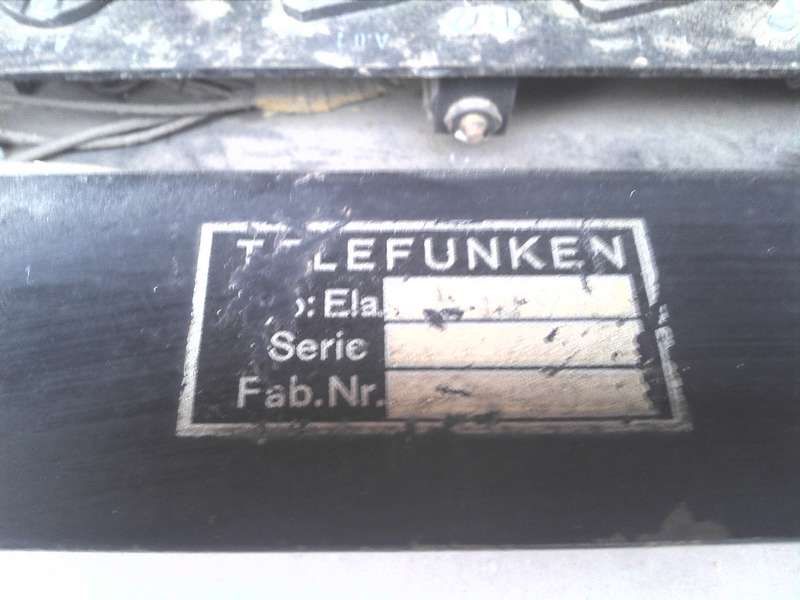 TELEFUNKEN
Ela
Serie
Fab.Nr.